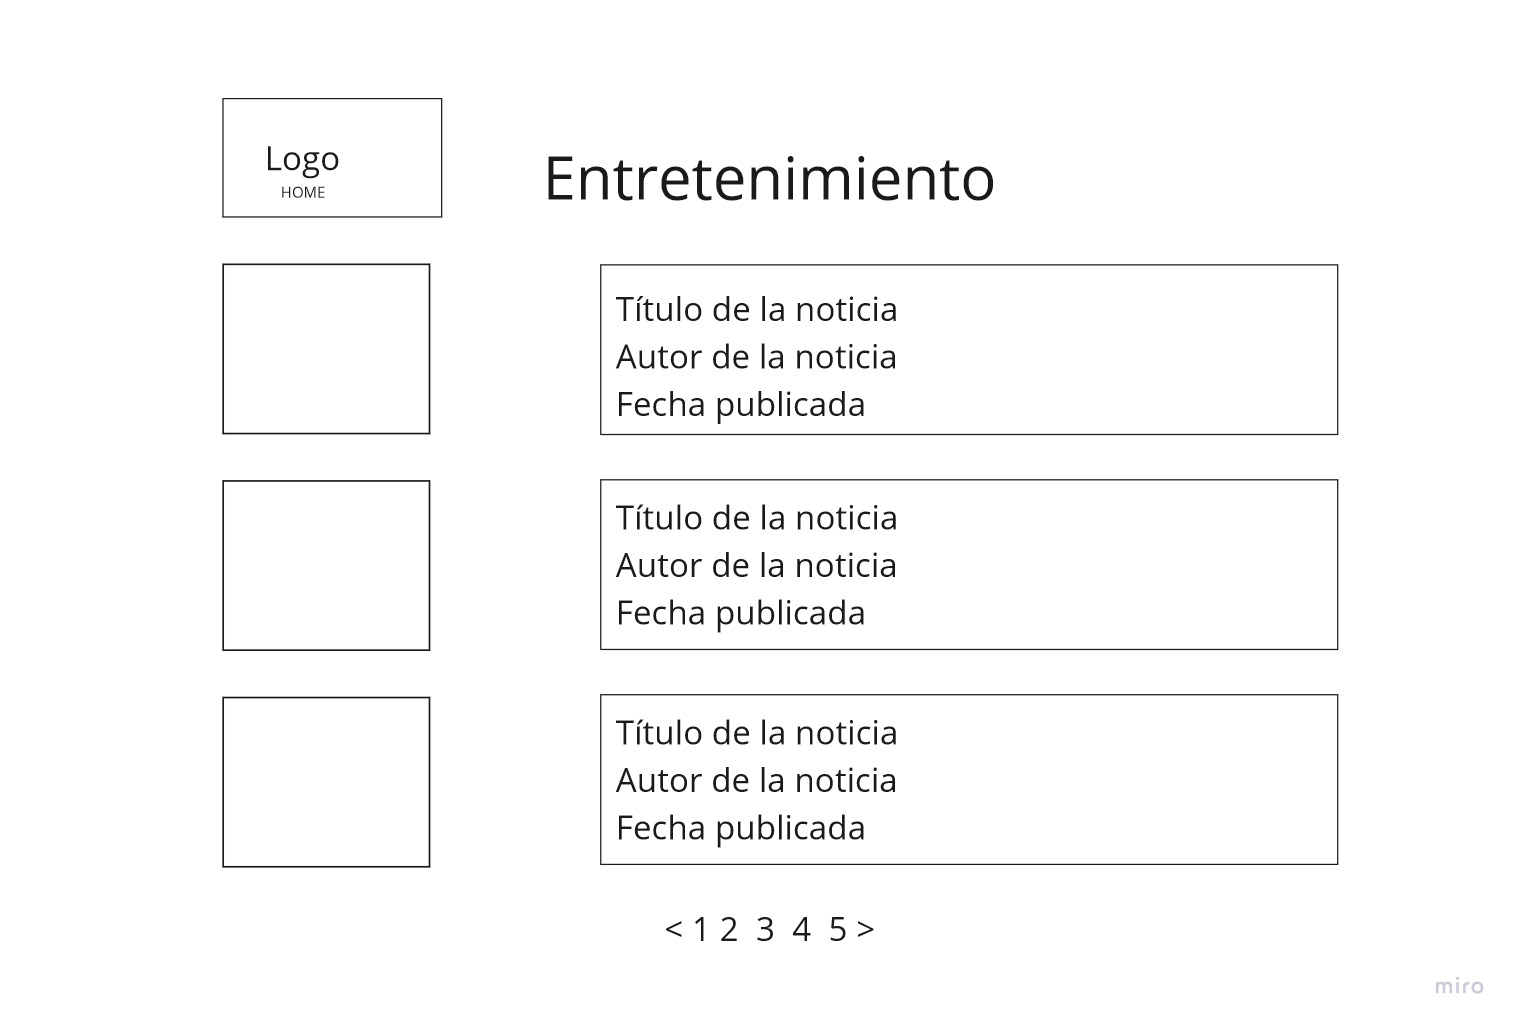 Logo
HOME
Entretenimiento
Título de la noticia
Autor de la noticia
Fecha publicada
Título de la noticia
Autor de la noticia
Fecha publicada
Título de la noticia
Autor de la noticia
Fecha publicada
< 1 2 3 4 5 >
miro